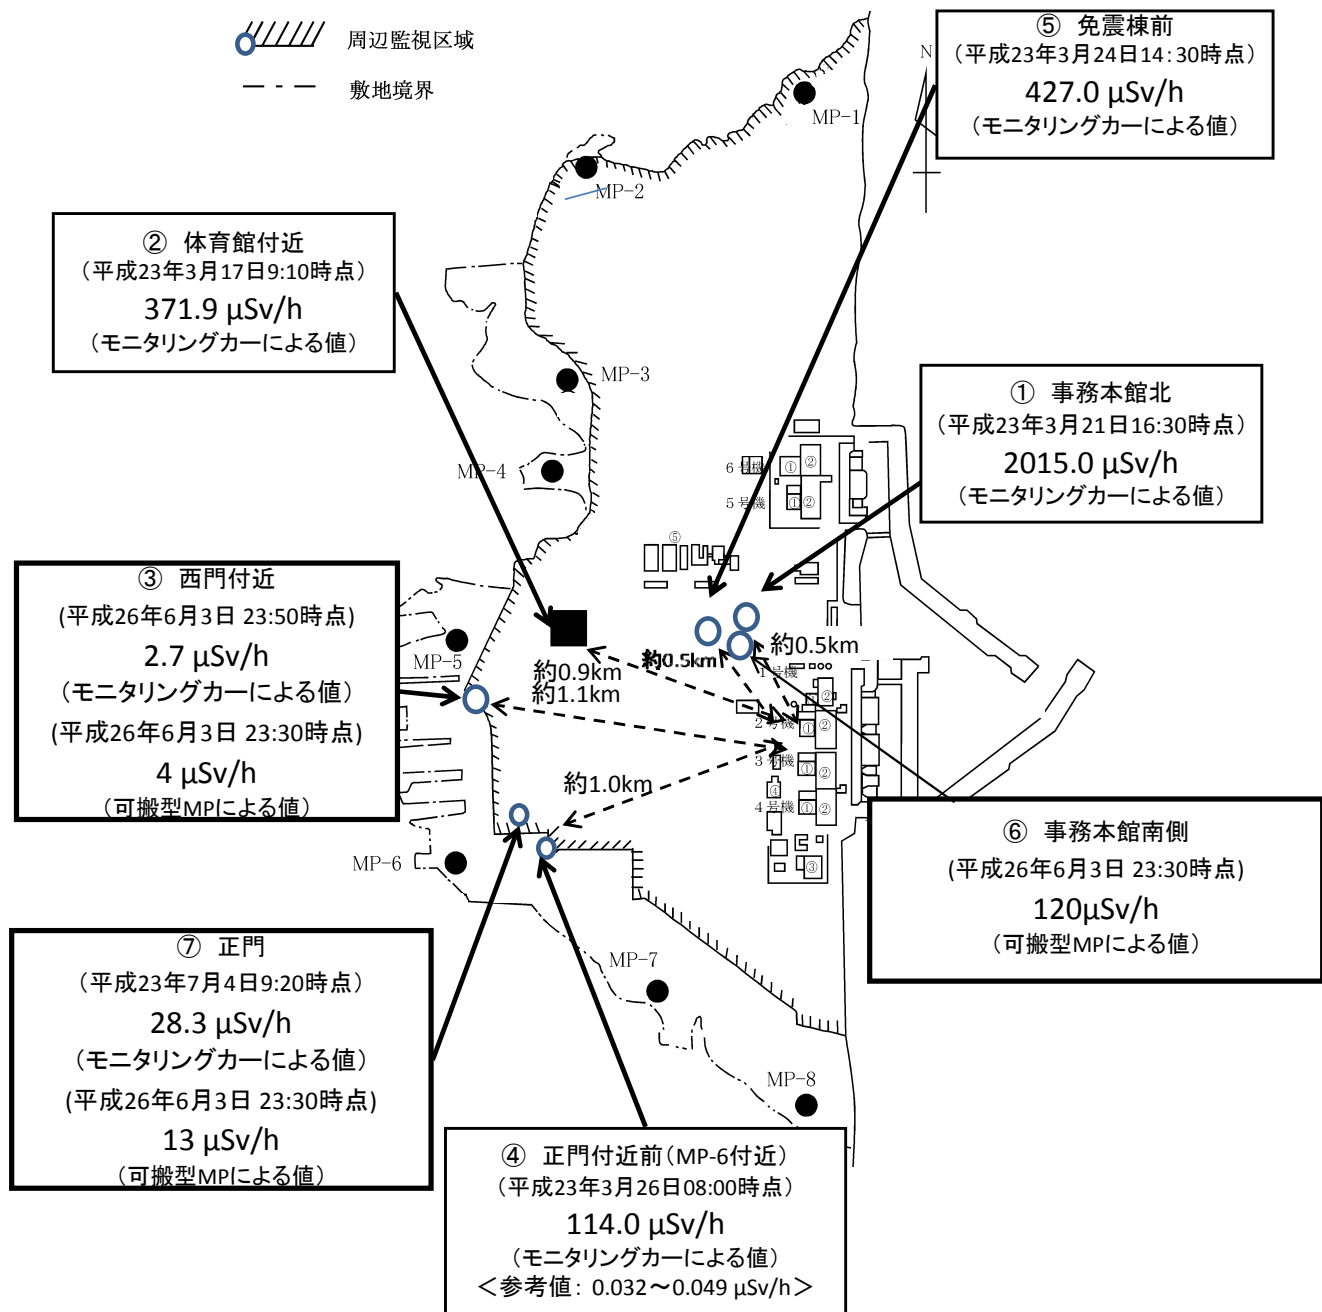 周辺監視区域
敷地境界
⑤ 免震棟前
（平成23年3月24日14:30時点）
427.0 μSv/h
（モニタリングカーによる値）
N
MP-1
MP-2
② 体育館付近
（平成23年3月17日9:10時点）
371.9 μSv/h
（モニタリングカーによる値）
MP-3
① 事務本館北
（平成23年3月21日16:30時点）
2015.0 μSv/h
（モニタリングカーによる値）
MP-4
6号機
① ②
5号機
① ②
⑤
③ 西門付近
(平成26年6月3日 23:50時点)
2.7 μSv/h
（モニタリングカーによる値）
(平成26年6月3日 23:30時点)
4 μSv/h
（可搬型MPによる値）
MP-5
約0.9km
約1.1km
約0.5km
約0.5km
1号機
②
2号機
① ②
3号機
① ②
約1.0km
④
4号機
① ②
③
MP-6
⑥ 事務本館南側
(平成26年6月3日 23:30時点)
120μSv/h
（可搬型MPによる値）
⑦ 正門
（平成23年7月4日9:20時点）
28.3 μSv/h
（モニタリングカーによる値）
(平成26年6月3日 23:30時点)
13 μSv/h
（可搬型MPによる値）
MP-7
MP-8
④ 正門付近前（MP-6付近）
（平成23年3月26日08:00時点）
114.0 μSv/h
（モニタリングカーによる値）
＜参考値: 0.032～0.049 μSv/h＞